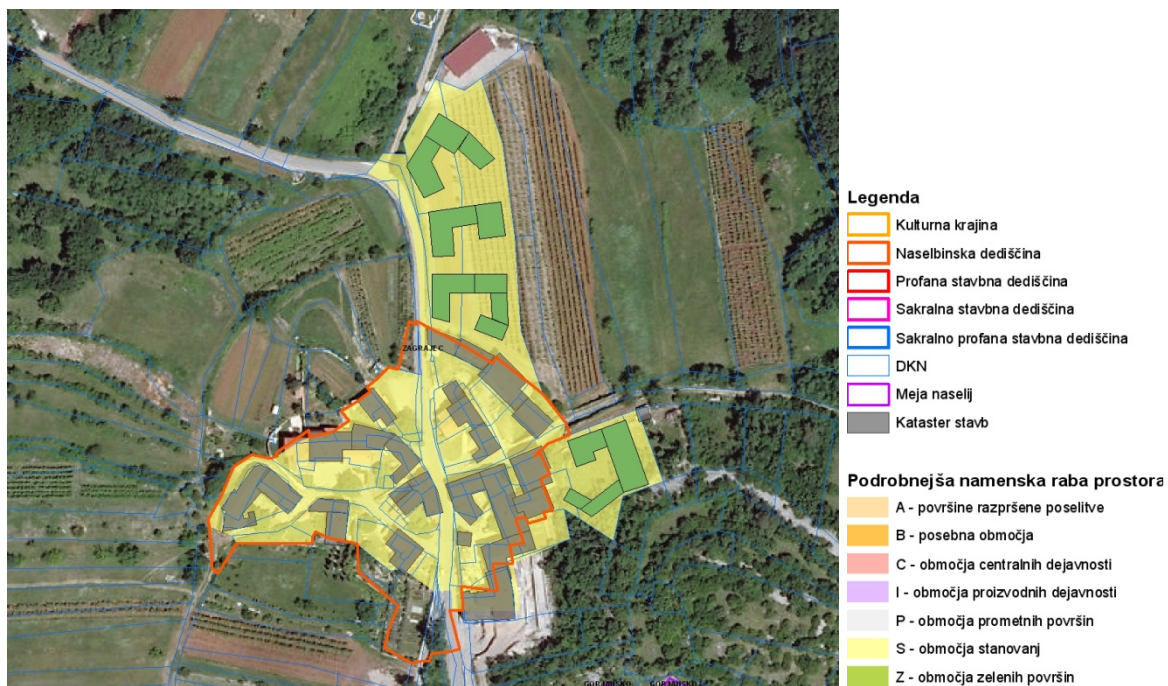 ZAGRAJEC
GORJANSKO
Legenda
Kulturna krajina
Naselbinska dediščina
Profana stavbna dediščina
Sakralna stavbna dediščina
Sakralno profana stavbna dediščina
DKN
Meja naselij
Kataster stavb
Podrobnejša namenska raba prostora
A - površine razpršene poselitve
B - posebna območja
C - območja centralnih dejavnosti
I - območja proizvodnih dejavnosti
P - območja prometnih površin
S - območja stanovanj
Z - območja zelenih površin